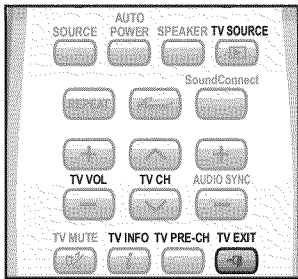 AUTO
SOURCE POWER SPEAKER TV SOURCE
SoundConnect
REPEAT
TV VOL TV CH AUDIO SYNC
TV MUTE TV INFO TV PRE-CH TV EXIT